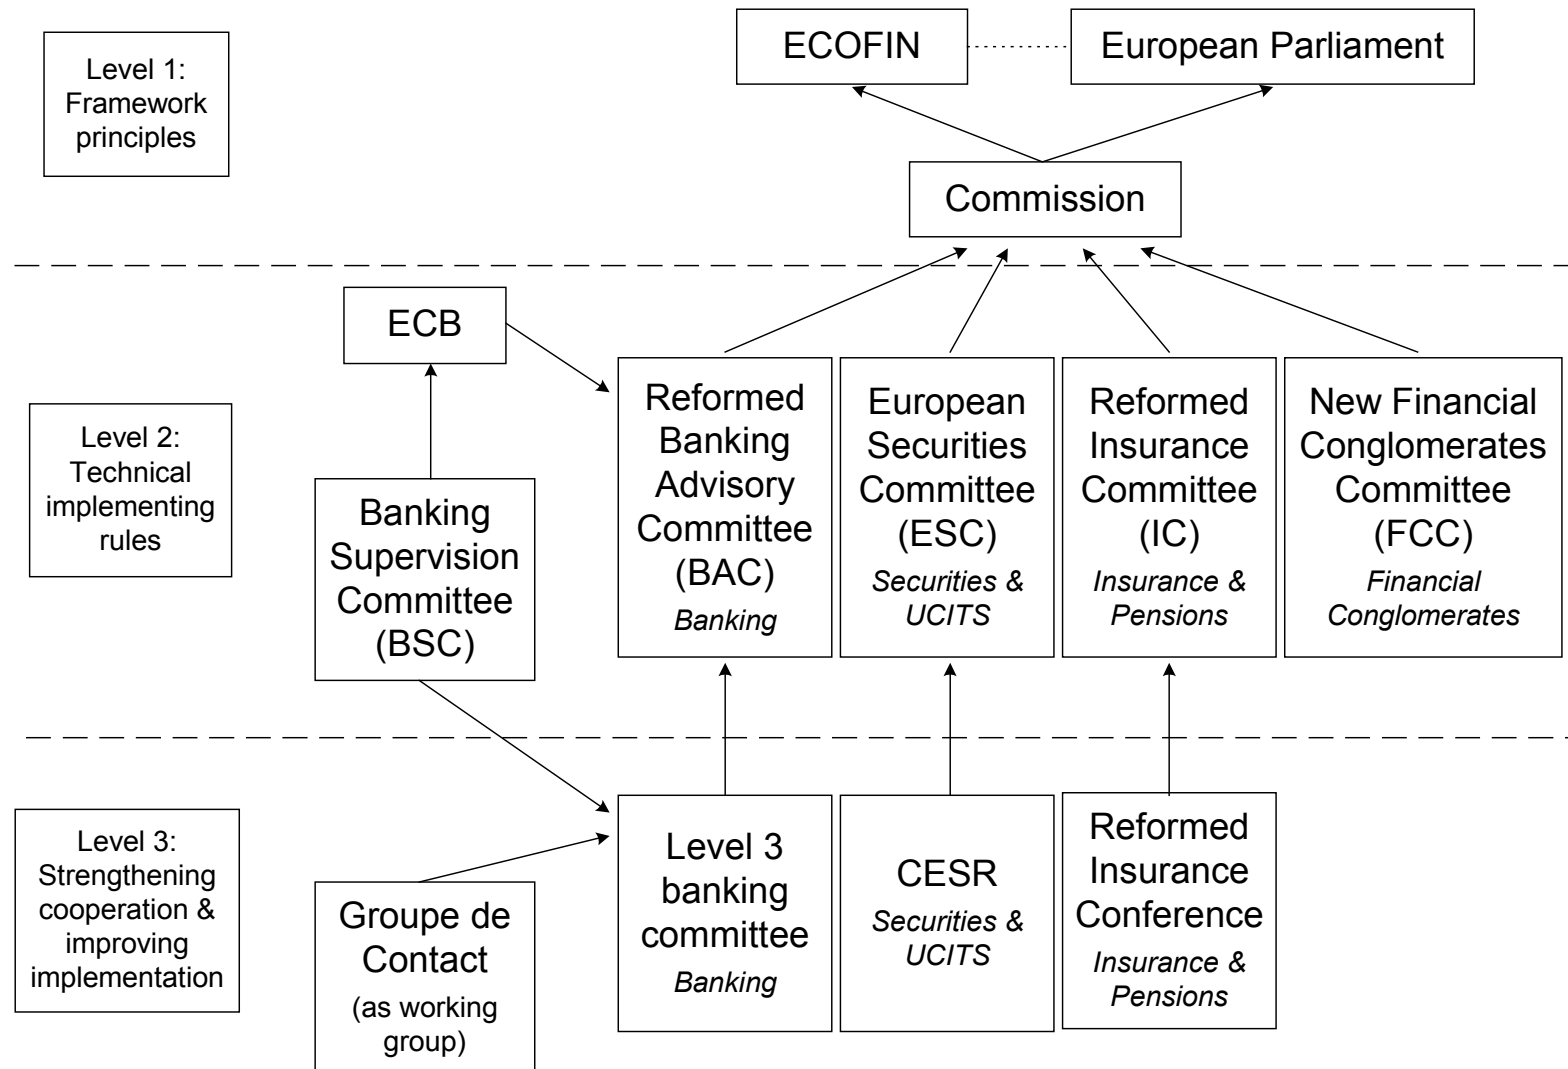 Level 1:
Framework
principles
ECOFIN
European Parliament
Commission
Level 2:
Technical
implementing
rules
ECB
Banking
Supervision
Committee
(BSC)
Reformed
Banking
Advisory
Committee
(BAC)
Banking
European
Securities
Committee
(ESC)
Securities &
UCITS
Reformed
Insurance
Committee
(IC)
Insurance &
Pensions
New Financial
Conglomerates
Committee
(FCC)
Financial
Conglomerates
Level 3:
Strengthening
cooperation &
improving
implementation
Groupe de
Contact
(as working
group)
Level 3
banking
committee
Banking
CESR
Securities &
UCITS
Reformed
Insurance
Conference
Insurance &
Pensions